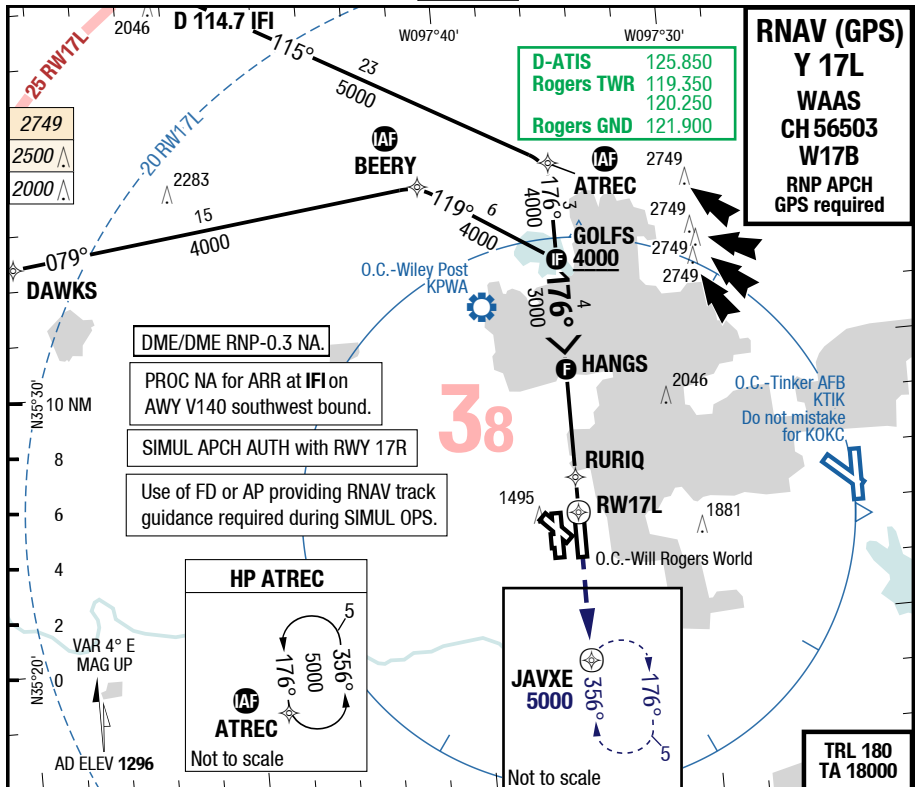 2046
D 114.7 IFI
W097°40'
W097°30'
25 RW17L
115°
23
5000
D-ATIS 125.850
Rogers TWR 119.350
120.250
Rogers GND 121.900
RNAV (GPS)
Y 17L
WAAS
CH 56503
W17B
RNP APCH
GPS required
2749
2500
2000
20 RW17L
IAF
BEERY
2283
IAF
ATREC
2749
2749
2749
2749
176°
3
4000
119°
6
4000
15
4000
079°
DAWKS
GOLFS
IF
4000
O.C.-Wiley Post
KPWA
176°
4
3000
F
HANGS
DME/DME RNP-0.3 NA.
PROC NA for ARR at IFI on
AWY V140 southwest bound.
SIMUL APCH AUTH with RWY 17R
Use of FD or AP providing RNAV track
guidance required during SIMUL OPS.
38
2046
O.C.-Tinker AFB
KTIK
Do not mistake
for KOKC
N35°30'
10 NM
8
6
4
2
0
N35°20'
RURIQ
1495
RW17L
1881
O.C.-Will Rogers World
HP ATREC
5
176°
5000
356°
IAF
ATREC
Not to scale
JAVXE
5000
356°
176°
5
Not to scale
VAR 4° E
MAG UP
AD ELEV 1296
TRL 180
TA 18000